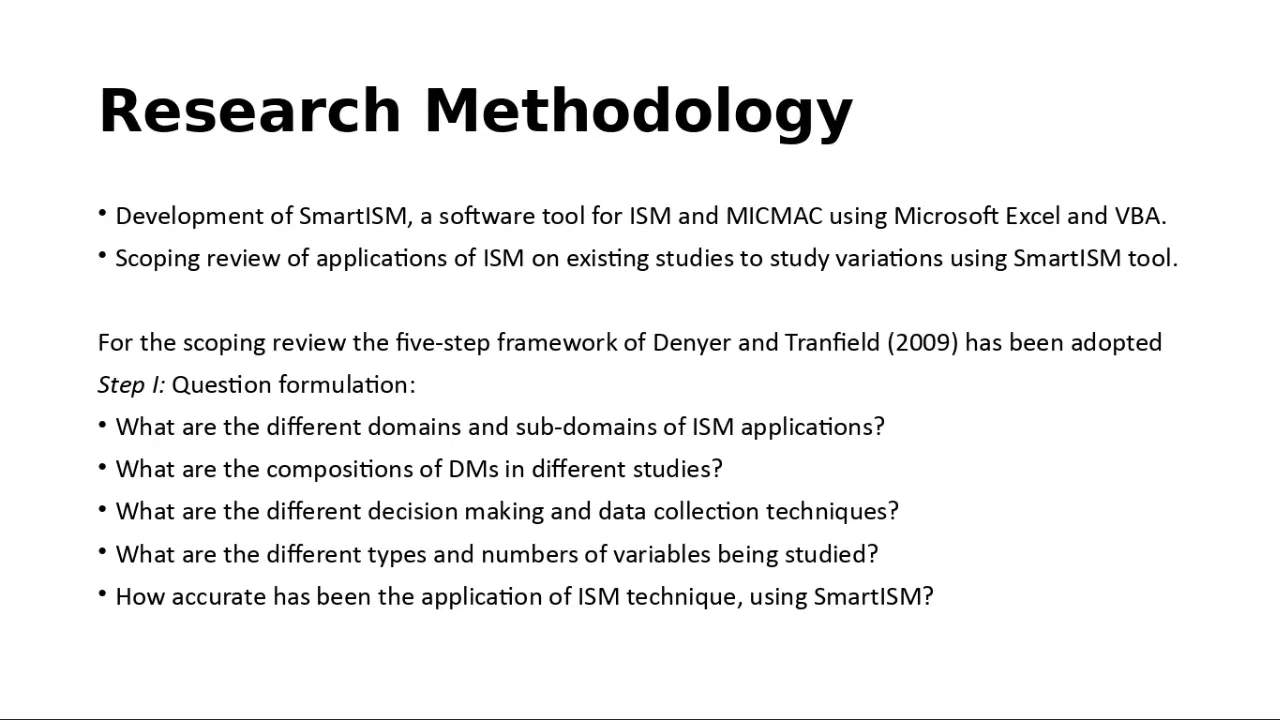 Research Methodology
• Development of SmartISM, a software tool for ISM and MICMAC using Microsoft Excel and VBA.
• Scoping review of applications of ISM on existing studies to study variations using SmartISM tool.
For the scoping review the five-step framework of Denyer and Tranfield (2009) has been adopted
Step I: Question formulation:
• What are the different domains and sub-domains of ISM applications?
• What are the compositions of DMs in different studies?
• What are the different decision making and data collection techniques?
• What are the different types and numbers of variables being studied?
• How accurate has been the application of ISM technique, using SmartISM?